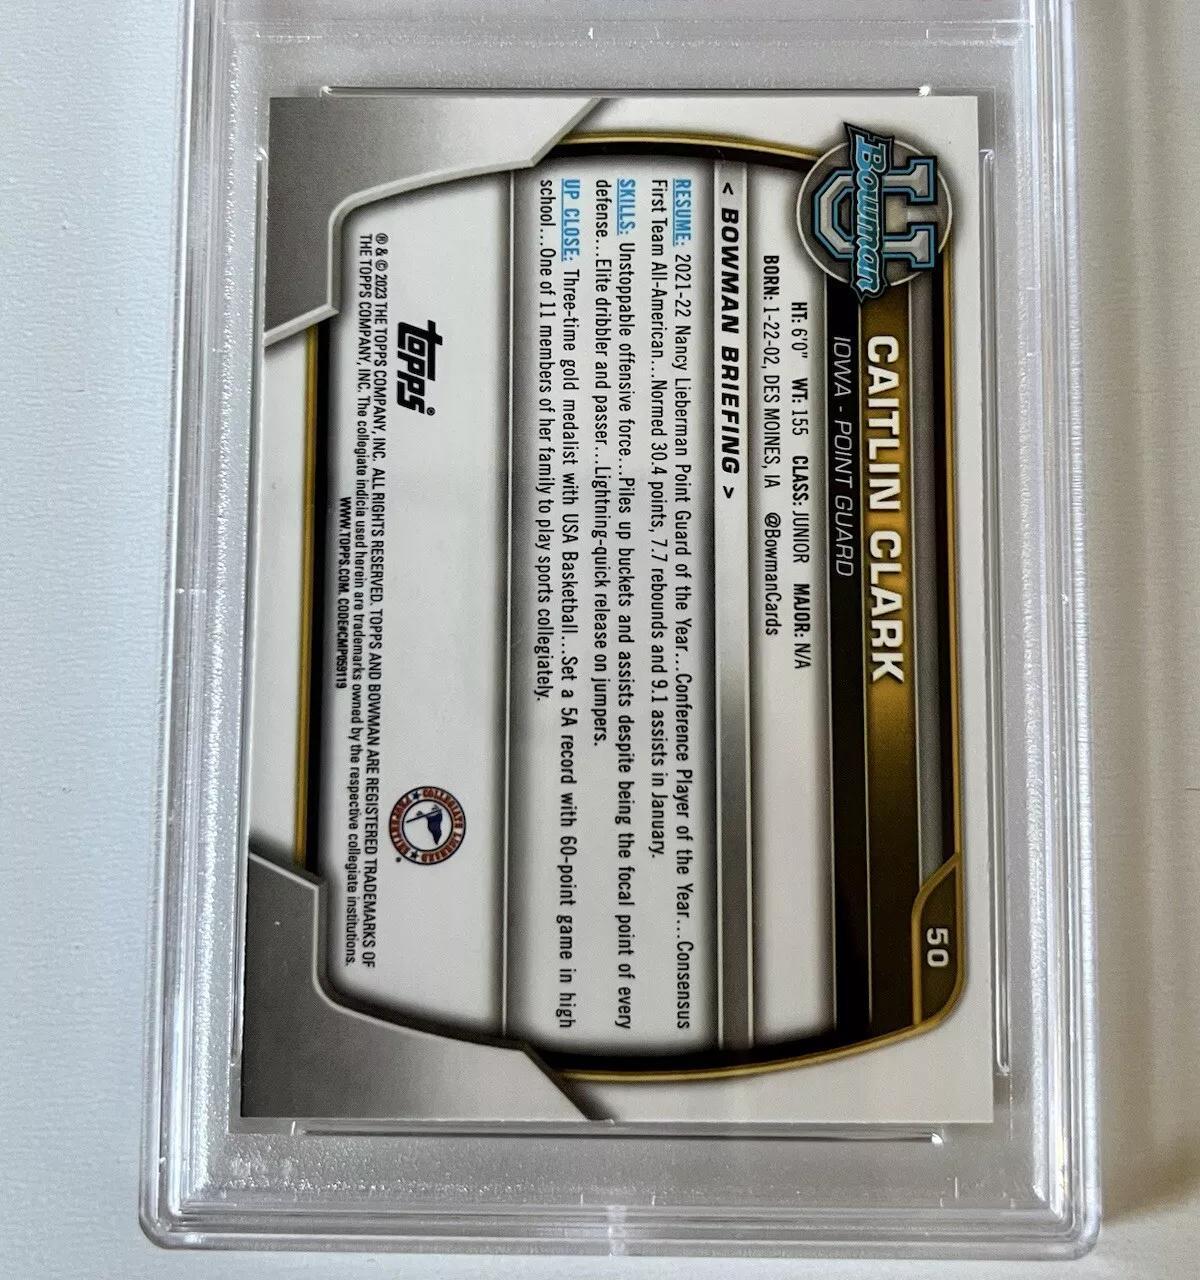 U
Bowman
CAITLIN CLARK
50
IOWA - POINT GUARD
HT: 6'0" WT: 155 CLASS: JUNIOR MAJOR: N/A
BORN: 1-22-02, DES MOINES, IA @BowmanCards
< BOWMAN BRIEFING >
RESUME: 2021-22 Nancy Lieberman Point Guard of the Year...Conference Player of the Year...Consensus
First Team All-American...Normed 30.4 points, 7.7 rebounds and 9.1 assists in January.
SKILLS: Unstoppable offensive force...Piles up buckets and assists despite being the focal point of every
defense...Elite dribbler and passer...Lightning-quick release on jumpers.
UP CLOSE: Three-time gold medalist with USA Basketball...Set a 5A record with 60-point game in high
school...One of 11 members of her family to play sports collegiately.
topps®
COLLEGIATE LICENSED
® & © 2023 THE TOPPS COMPANY, INC. ALL RIGHTS RESERVED. TOPPS AND BOWMAN ARE REGISTERED TRADEMARKS OF
THE TOPPS COMPANY, INC. The collegiate indicia used herein are trademarks owned by the respective collegiate institutions.
WWW.TOPPS.COM. CODE#CMP059119